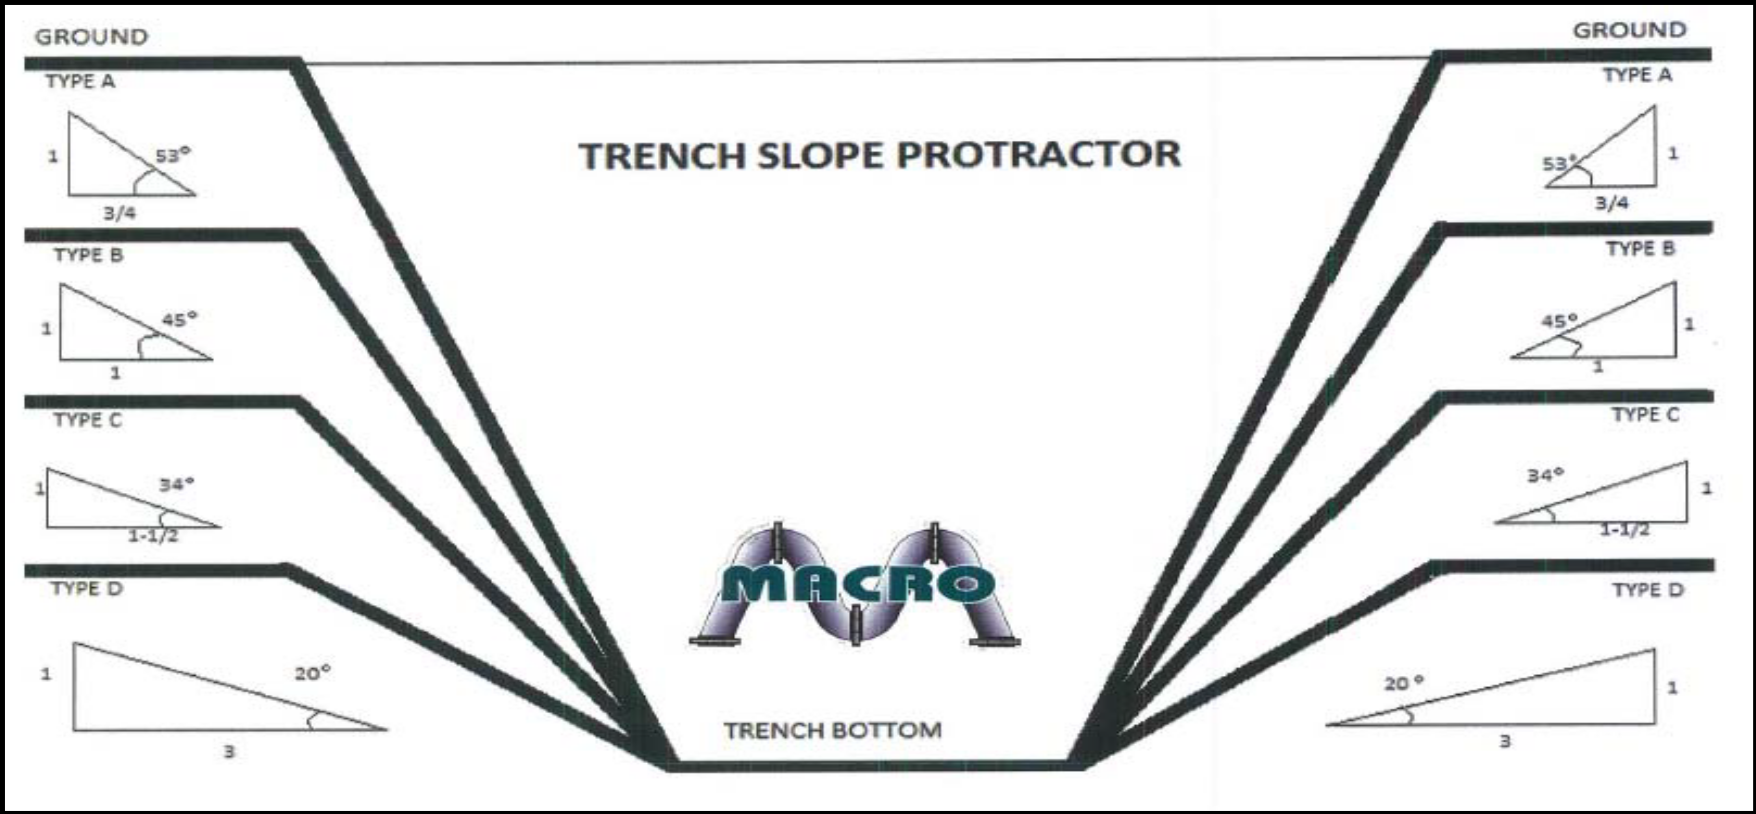 GROUND
GROUND
TYPE A
TYPE A
1
53°
3/4
TRENCH SLOPE PROTRACTOR
53°
1
3/4
TYPE B
TYPE B
1
45°
1
45°
1
1
TYPE C
TYPE C
1
34°
1-1/2
34°
1
1-1/2
MACRO
TYPE D
TYPE D
1
20°
3
20°
1
3
TRENCH BOTTOM